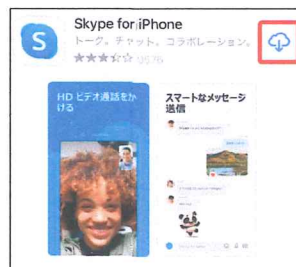 Skype for iPhone
トーク。チャット、コラボレーション。
HD ビデオ通話をか
ける
スマートなメッセージ
送信